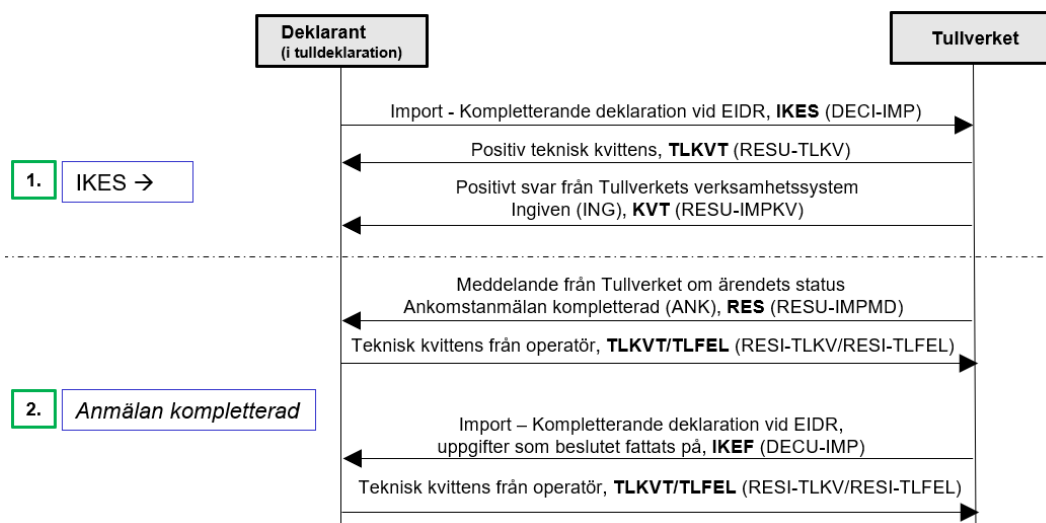 Deklarant
(i tulldeklaration)
Tullverket
Import - Kompletterande deklaration vid EIDR, IKES (DECI-IMP)
Positiv teknisk kvittens, TLKVT (RESU-TLKV)
1.
IKES →
Positivt svar från Tullverkets verksamhetssystem
Ingiven (ING), KVT (RESU-IMPKV)
Meddelande från Tullverket om ärendets status
Ankomstanmälan kompletterad (ANK), RES (RESU-IMPMD)
Teknisk kvittens från operatör, TLKVT/TLFEL (RESI-TLKV/RESI-TLFEL)
2.
Anmälan kompletterad
Import – Kompletterande deklaration vid EIDR,
uppgifter som beslutet fattats på, IKEF (DECU-IMP)
Teknisk kvittens från operatör, TLKVT/TLFEL (RESI-TLKV/RESI-TLFEL)